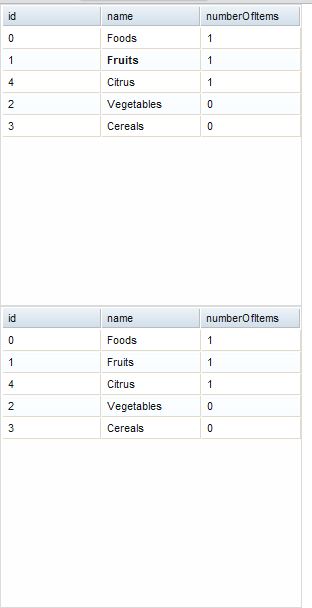 id name numberOfItems
0 Foods 1
1 Fruits 1
4 Citrus 1
2 Vegetables 0
3 Cereals 0
id name numberOfItems
0 Foods 1
1 Fruits 1
4 Citrus 1
2 Vegetables 0
3 Cereals 0